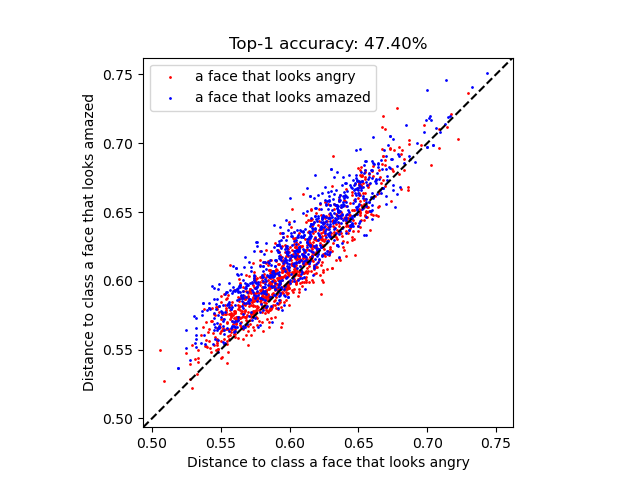 Top-1 accuracy: 47.40%
a face that looks angry
a face that looks amazed
Distance to class a face that looks amazed
0.75
0.70
0.65
0.60
0.55
0.50
0.50 0.55 0.60 0.65 0.70 0.75
Distance to class a face that looks angry